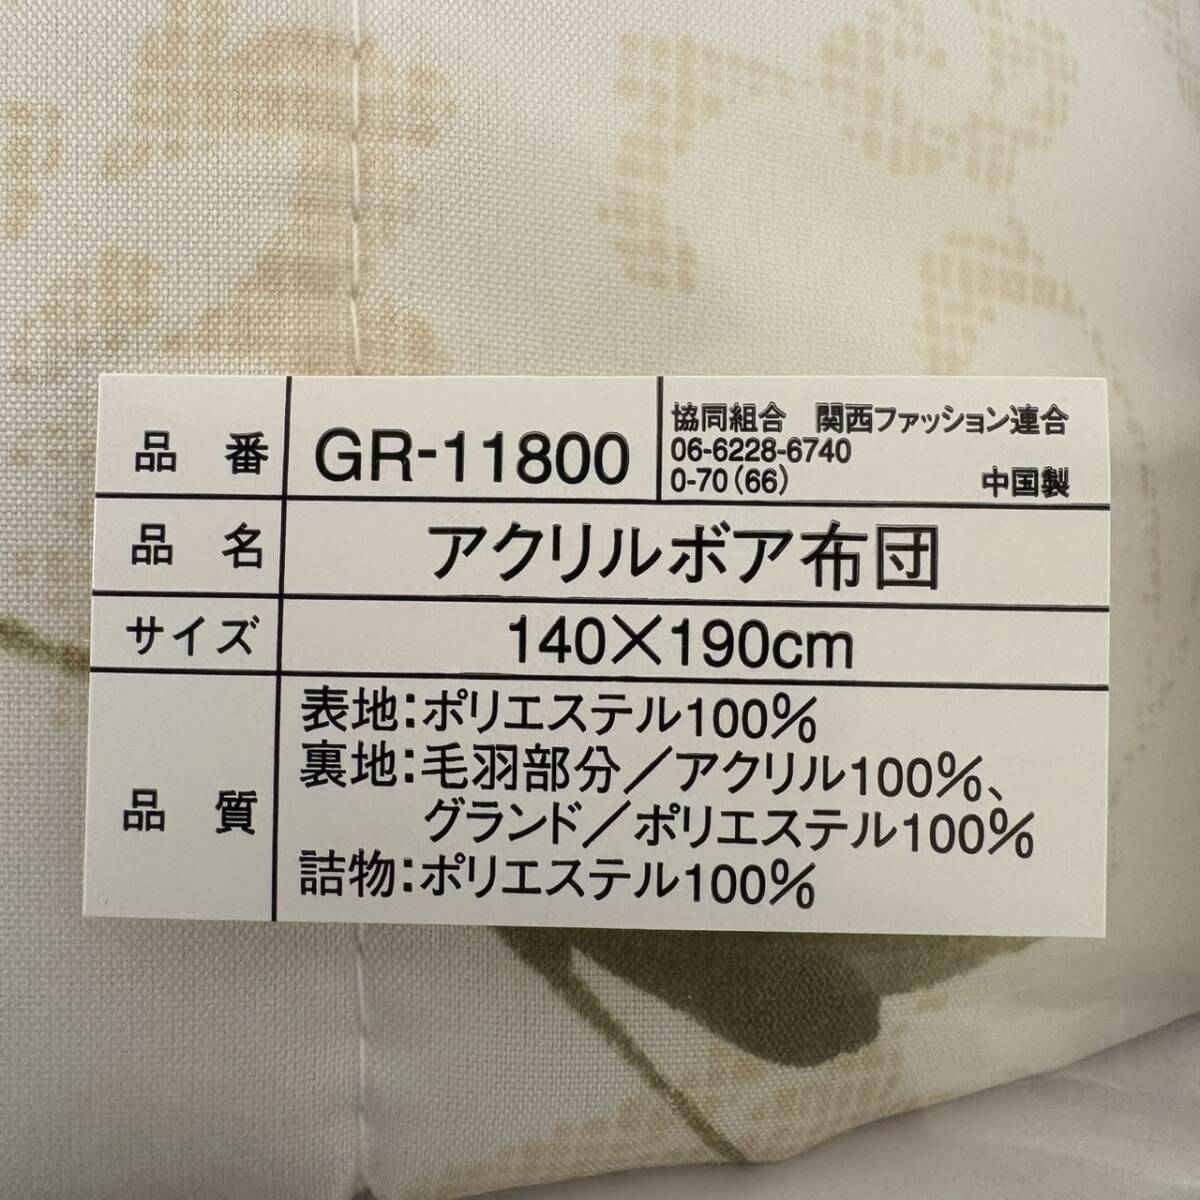 品番 GR-11800
協同組合 関西ファッション連合
06-6228-6740
0-70(66) 中国製
品名 アクリルボア布団
サイズ 140×190cm
品質
表地:ポリエステル100%
裏地:毛羽部分/アクリル100%、
グランド/ポリエステル100%
詰物:ポリエステル100%